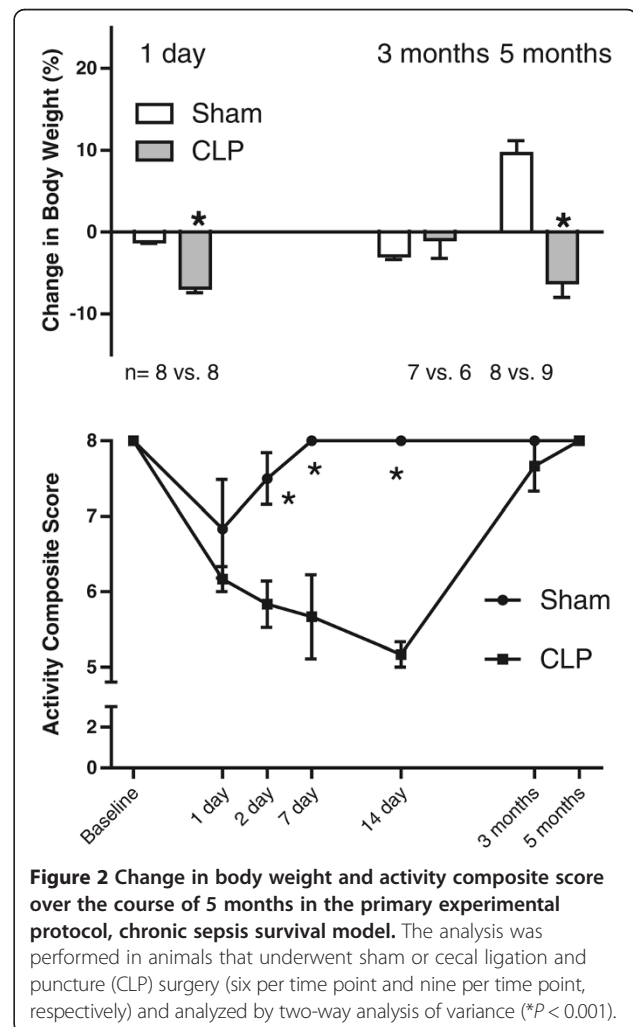 1 day 3 months 5 months
Change in Body Weight (%)
20
10
0
-10
Sham
CLP
*
*
n= 8 vs. 8 7 vs. 6 8 vs. 9
Activity Composite Score
8
7
6
5
2
0
*
*
*
Sham
CLP
Baseline
1 day
2 day
7 day
14 day
3 months
5 months
Figure 2 Change in body weight and activity composite score
over the course of 5 months in the primary experimental
protocol, chronic sepsis survival model. The analysis was
performed in animals that underwent sham or cecal ligation and
puncture (CLP) surgery (six per time point and nine per time point,
respectively) and analyzed by two-way analysis of variance (*P < 0.001).